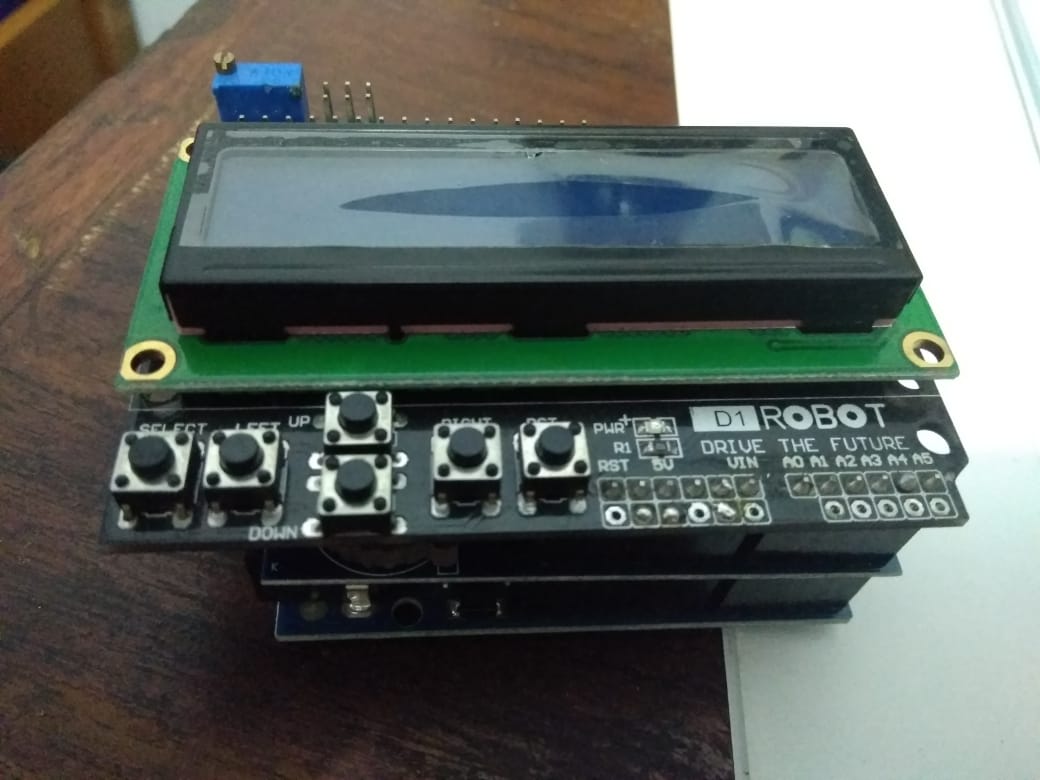 SELECT LEFT UP RIGHT RST PWR +
D1 ROBOT
R1 DRIVE THE FUTURE
RST 5V VIN A0 A1 A2 A3 A4 A5
DOWN
K